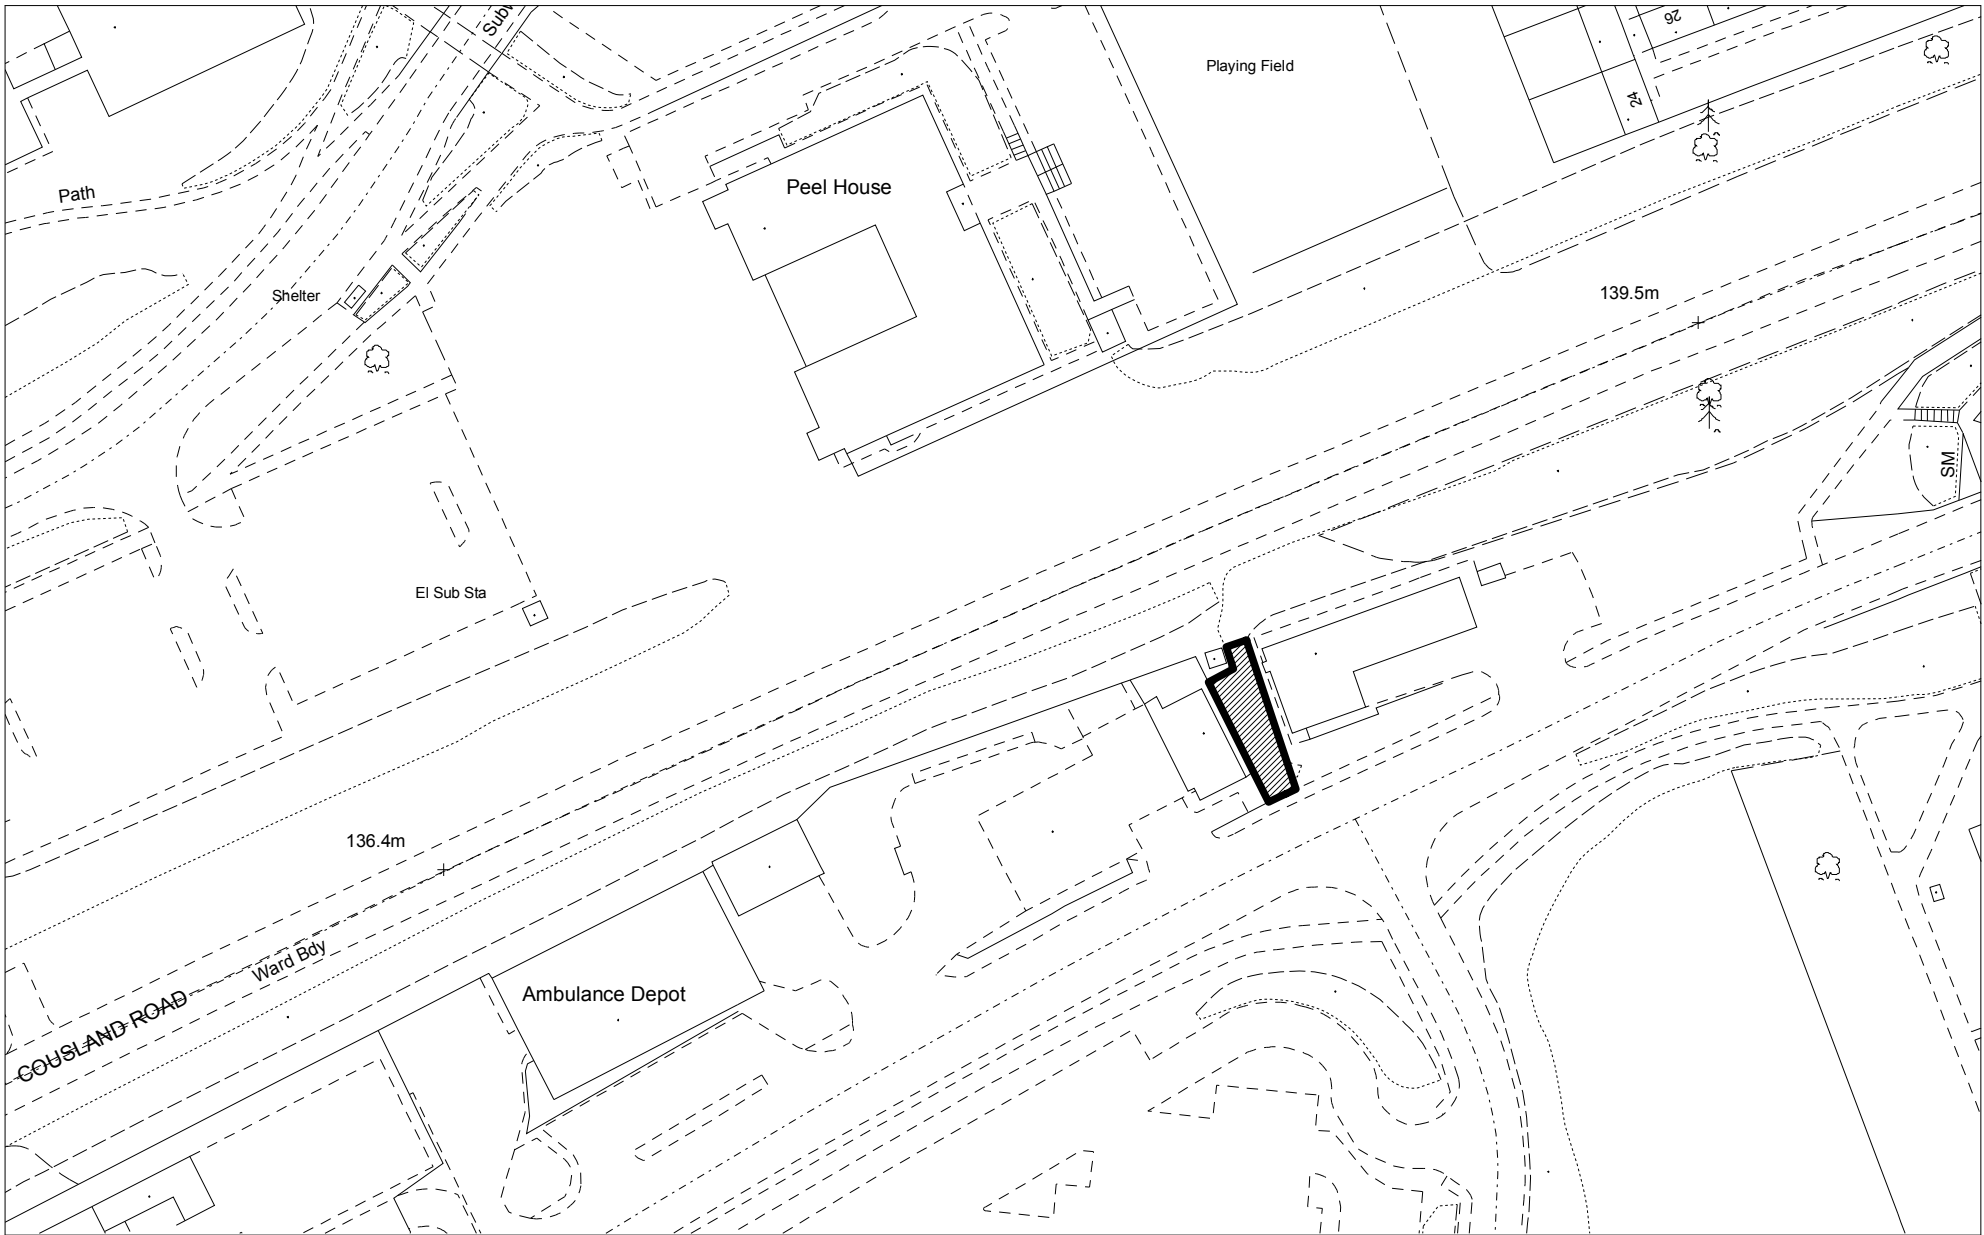 Subw
26
Playing Field
24
Path
Peel House
Shelter
139.5m
SM
El Sub Sta
136.4m
Ward Bdy
COUSLAND ROAD
Ambulance Depot